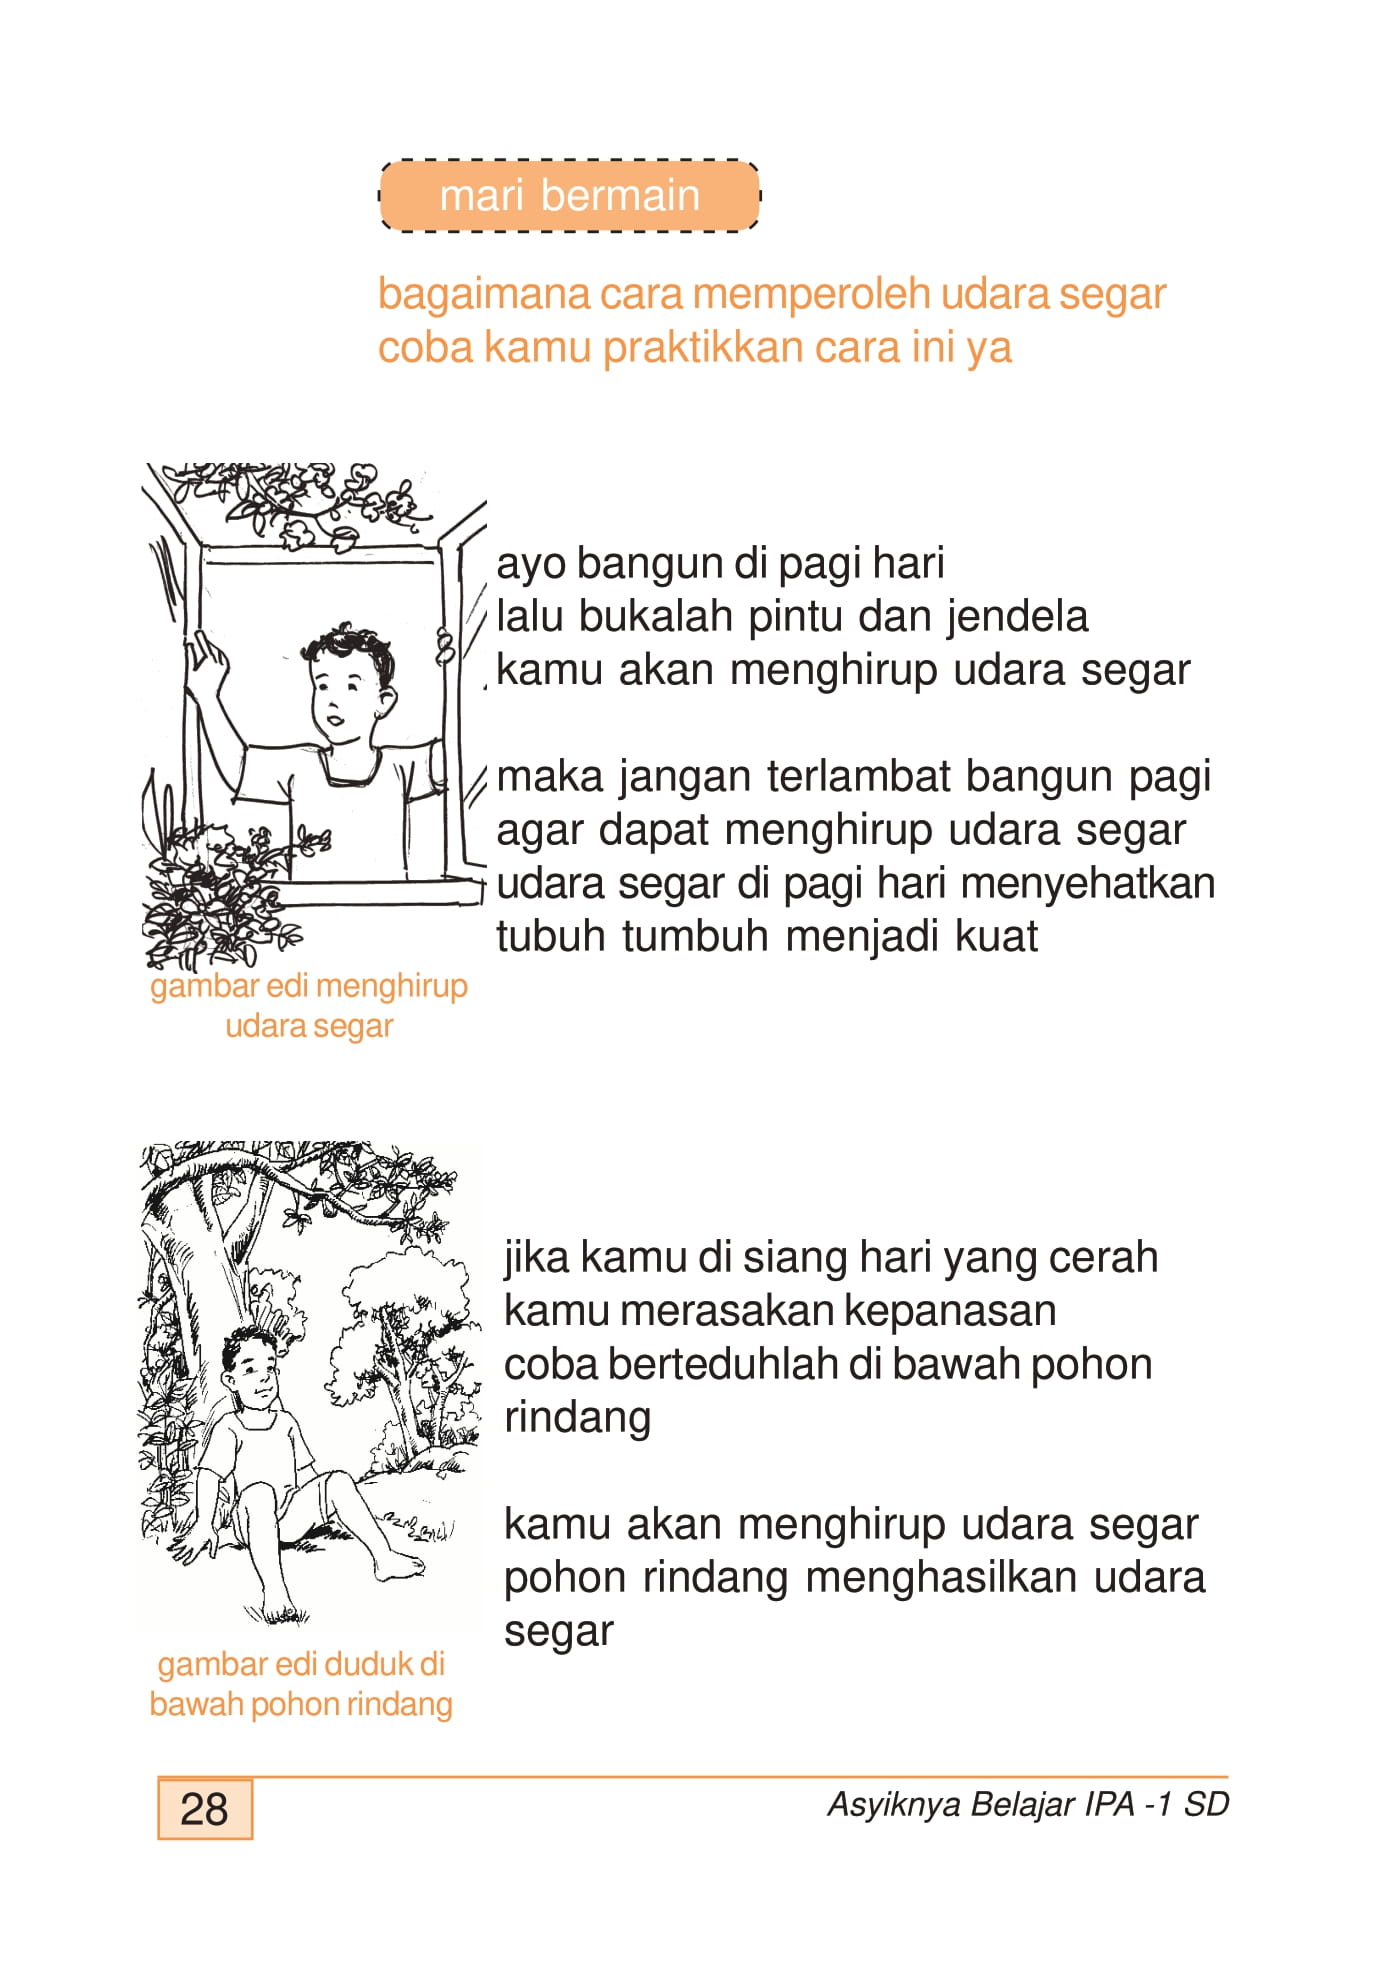 mari bermain
bagaimana cara memperoleh udara segar
coba kamu praktikkan cara ini ya
ayo bangun di pagi hari
lalu bukalah pintu dan jendela
kamu akan menghirup udara segar
maka jangan terlambat bangun pagi
agar dapat menghirup udara segar
udara segar di pagi hari menyehatkan
tubuh tumbuh menjadi kuat
gambar edi menghirup
udara segar
jika kamu di siang hari yang cerah
kamu merasakan kepanasan
coba berteduhlah di bawah pohon
rindang
kamu akan menghirup udara segar
pohon rindang menghasilkan udara
segar
gambar edi duduk di
bawah pohon rindang
28
Asyiknya Belajar IPA -1 SD